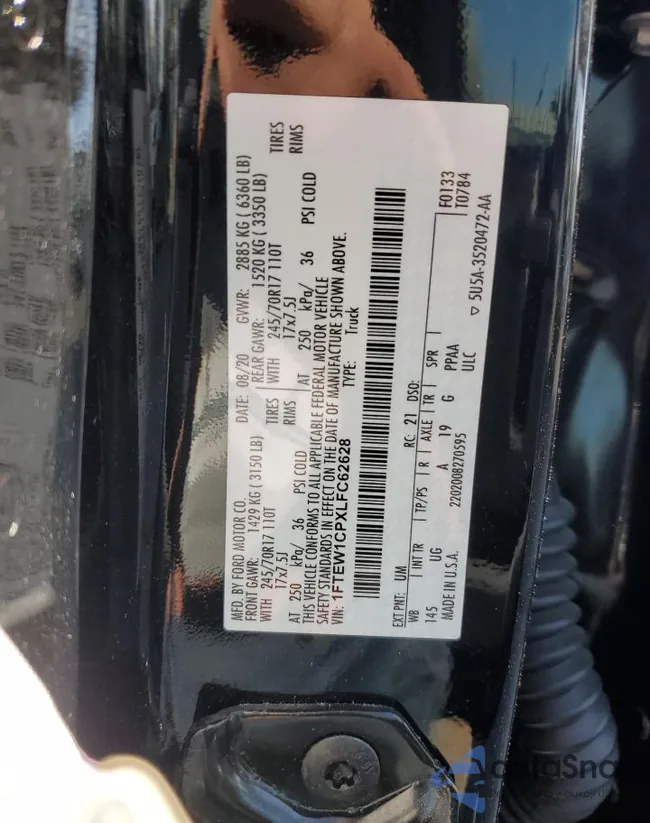 MFD. BY FORD MOTOR CO. DATE: 08/20 GVWR: 2885 KG ( 6360 LB)
FRONT GAWR: 1429 KG ( 3150 LB) REAR GAWR: 1520 KG ( 3350 LB)
WITH 245/70R17 110T TIRES WITH 245/70R17 110T TIRES
17x7.5J RIMS 17x7.5J RIMS
AT 250 kPa/ 36 PSI COLD AT 250 kPa/ 36 PSI COLD
THIS VEHICLE CONFORMS TO ALL APPLICABLE FEDERAL MOTOR VEHICLE
SAFETY STANDARDS IN EFFECT ON THE DATE OF MANUFACTURE SHOWN ABOVE.
VIN: 1FTEW1CPXLFC62628 TYPE: Truck
EXT PNT: UM RC: 21 DSO: F0133
WB | INT TR | TP/PS | R | AXLE | TR | SPR T0784
145 UG A 19 G PPAA
MADE IN U.S.A. 2202008270595 ULC ▽ 5U5A-3520472-AA